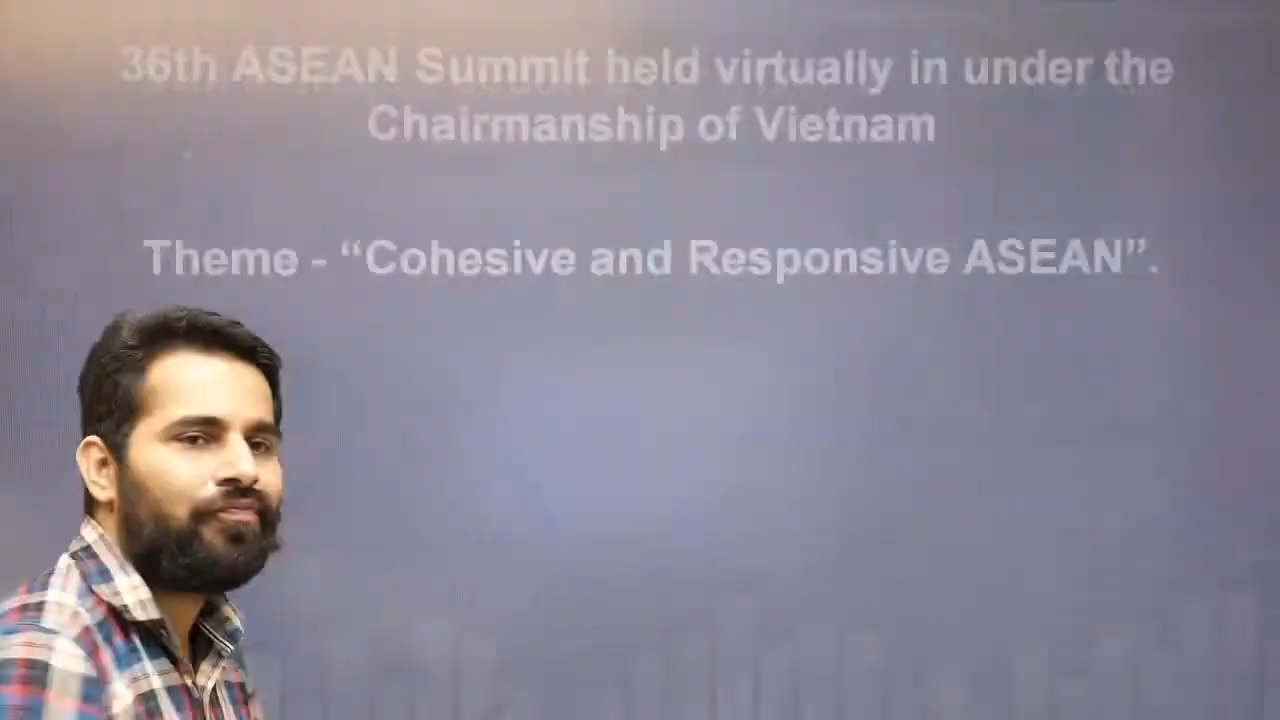 36th ASEAN Summit held virtually in under the
Chairmanship of Vietnam
Theme - “Cohesive and Responsive ASEAN”.